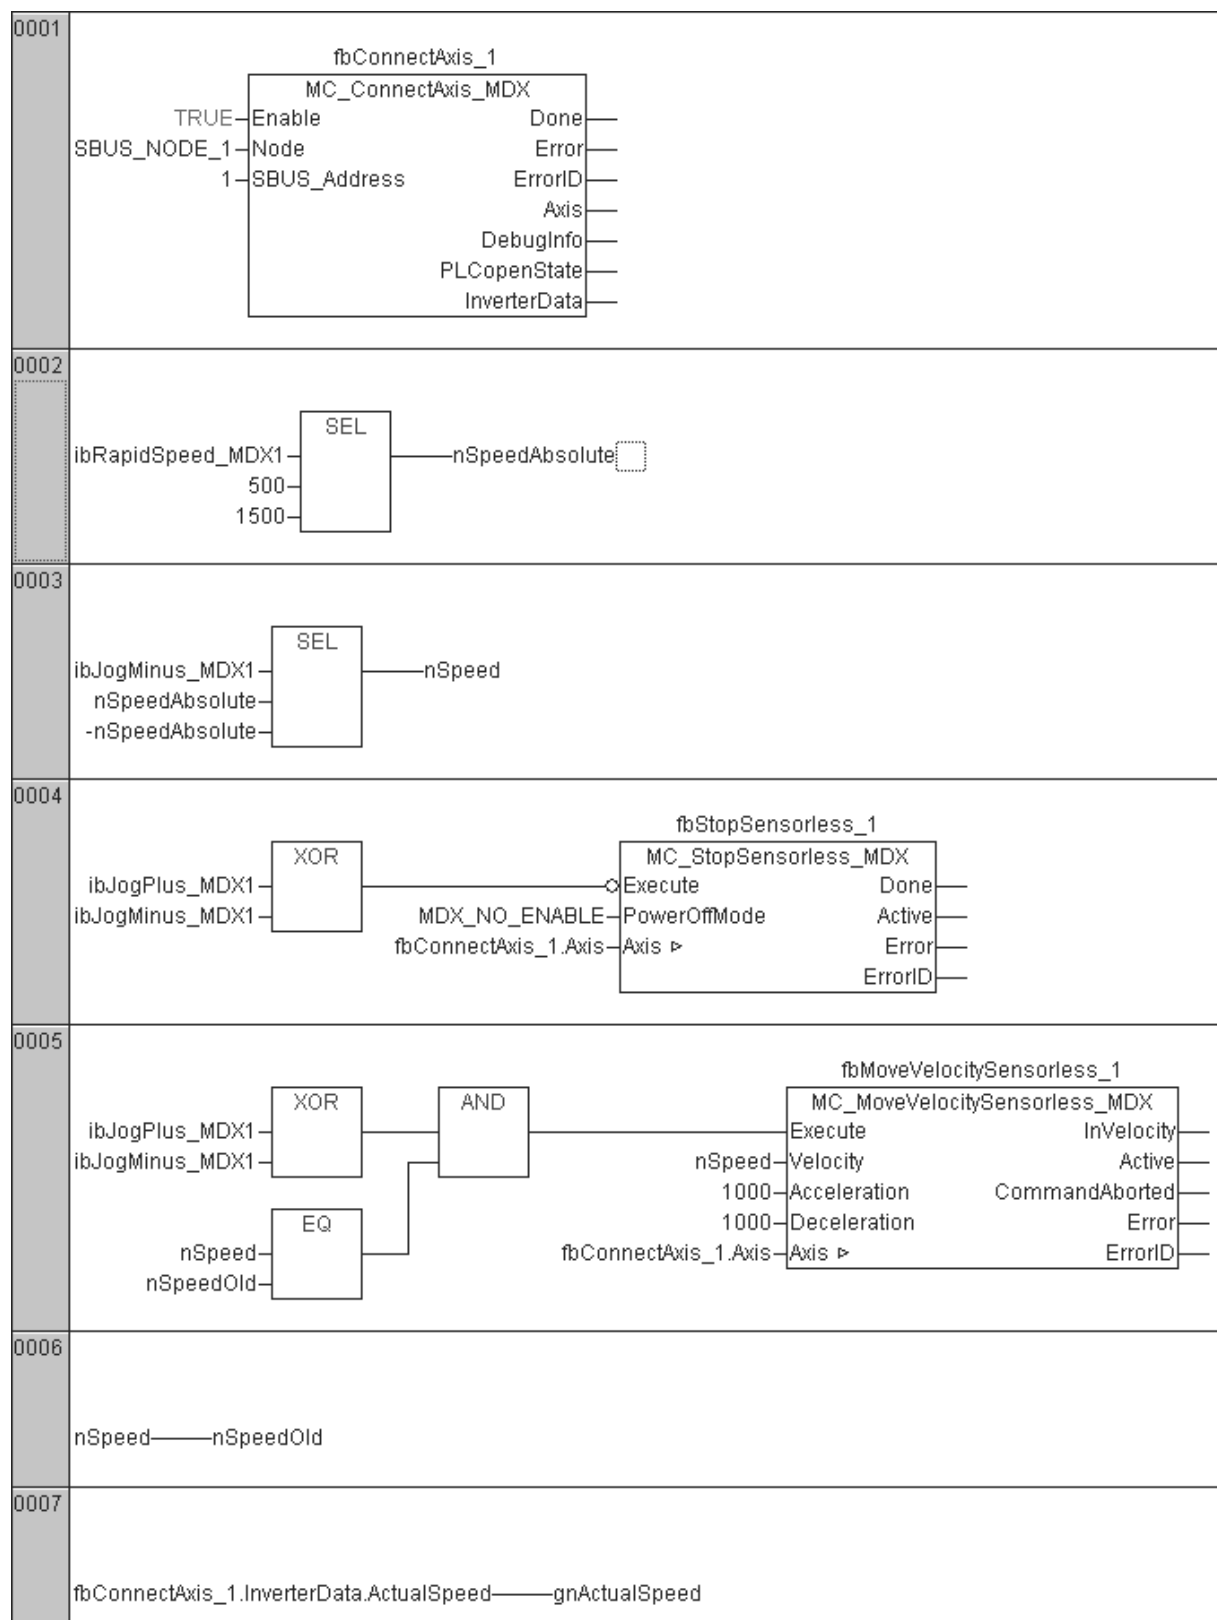 0001
fbConnectAxis_1
MC_ConnectAxis_MDX
TRUE Enable Done
SBUS_NODE_1 Node Error
1 SBUS_Address ErrorID
Axis
DebugInfo
PLCopenState
InverterData
0002
SEL
ibRapidSpeed_MDX1 nSpeedAbsolute
500
1500
0003
SEL
ibJogMinus_MDX1 nSpeed
nSpeedAbsolute
-nSpeedAbsolute
0004
fbStopSensorless_1
XOR MC_StopSensorless_MDX
ibJogPlus_MDX1 Execute Done
ibJogMinus_MDX1 MDX_NO_ENABLE PowerOffMode Active
fbConnectAxis_1.Axis Axis Error
ErrorID
0005
fbMoveVelocitySensorless_1
XOR AND MC_MoveVelocitySensorless_MDX
ibJogPlus_MDX1 Execute InVelocity
ibJogMinus_MDX1 nSpeed Velocity Active
1000 Acceleration CommandAborted
EQ 1000 Deceleration Error
nSpeed fbConnectAxis_1.Axis Axis ErrorID
nSpeedOld
0006
nSpeed nSpeedOld
0007
fbConnectAxis_1.InverterData.ActualSpeed gnActualSpeed